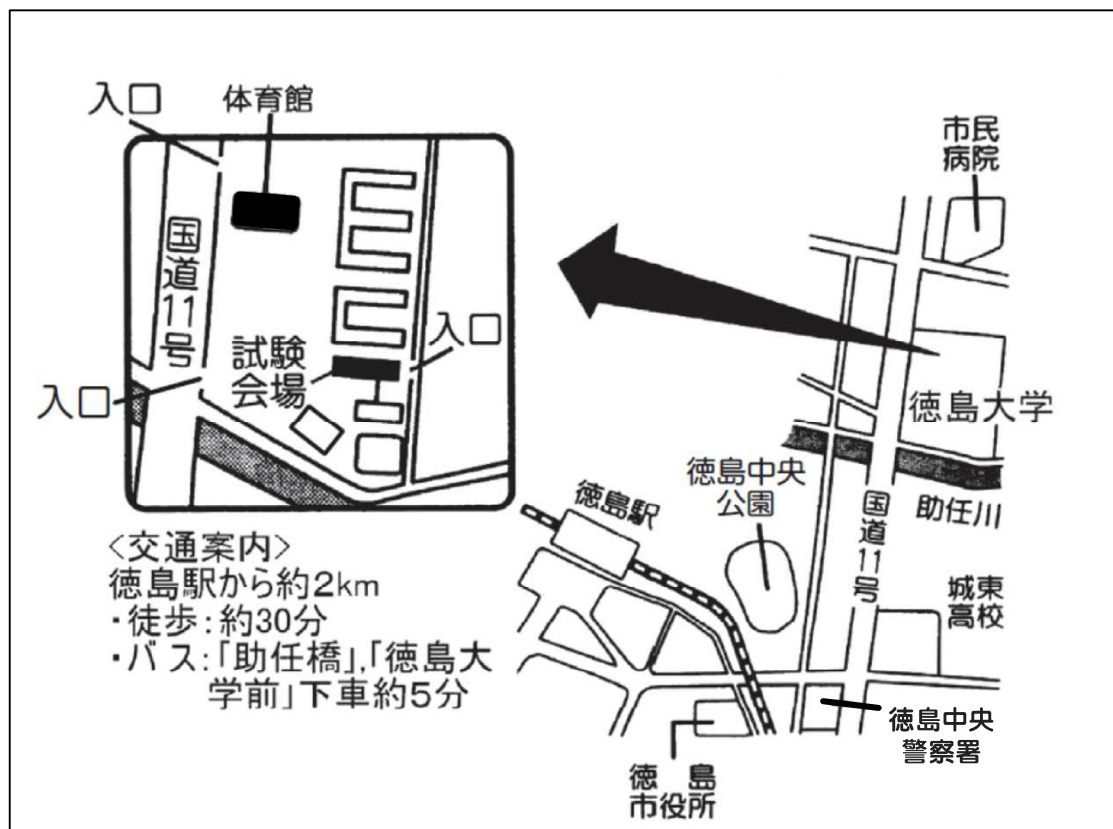 入口
体育館
国道11号
試験
会場
入口
入口
市民
病院
徳島大学
徳島中央
公園
徳島駅
助任川
国道11号
城東
高校
〈交通案内〉
徳島駅から約2km
・徒歩:約30分
・バス:「助任橋」,「徳島大
学前」下車約5分
徳島中央
警察署
徳島
市役所